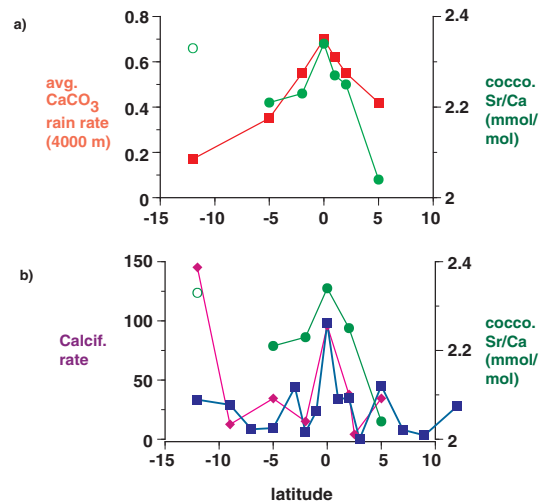 a)
avg.
CaCO3
rain rate
(4000 m)
0.8
0.6
0.4
0.2
0
2.4
2.2
2
cocco.
Sr/Ca
(mmol/
mol)
-15 -10 -5 0 5 10
b)
Calcif.
rate
150
100
50
0
2.4
2.2
2
cocco.
Sr/Ca
(mmol/
mol)
-15 -10 -5 0 5 10
latitude